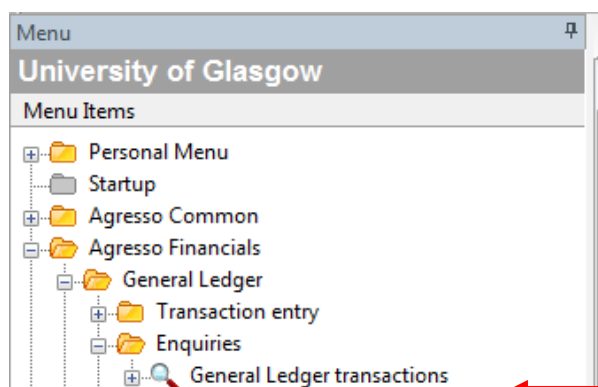 Menu
University of Glasgow
Menu Items
Personal Menu
Startup
Agresso Common
Agresso Financials
General Ledger
Transaction entry
Enquiries
General Ledger transactions